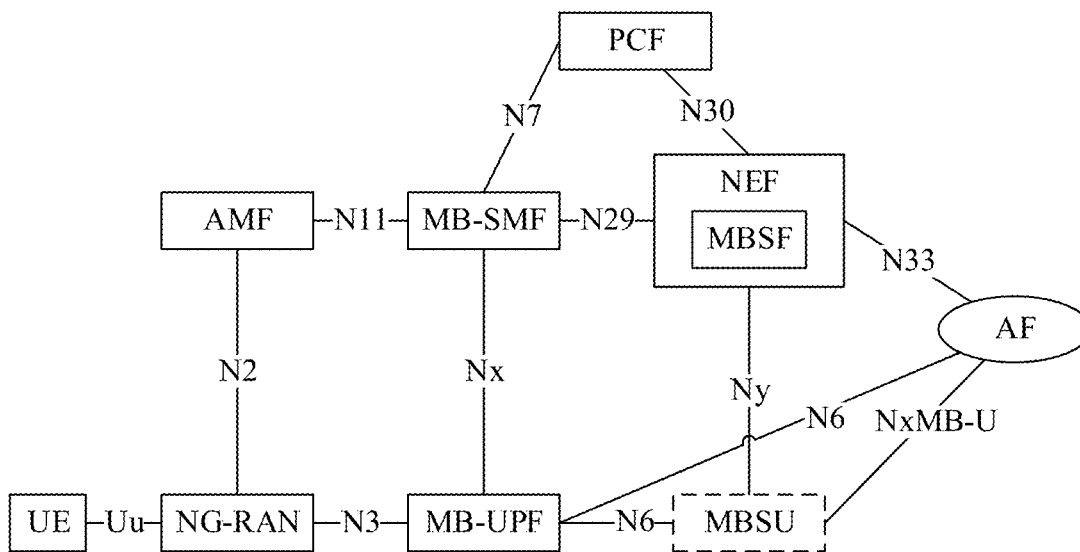 PCF
N7
N30
NEF
AMF
N11
MB-SMF
N29
MBSF
N33
AF
N2
Nx
Ny
N6
NxMB-U
UE
Uu
NG-RAN
N3
MB-UPF
N6
MBSU